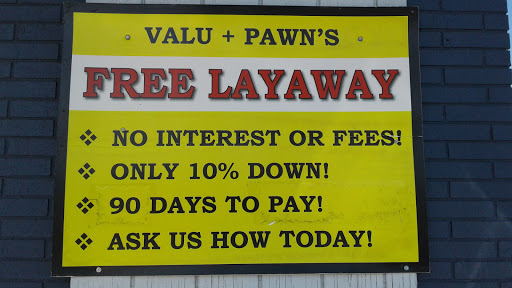 VALU + PAWN'S
FREE LAYAWAY
❖ NO INTEREST OR FEES!
❖ ONLY 10% DOWN!
❖ 90 DAYS TO PAY!
❖ ASK US HOW TODAY!